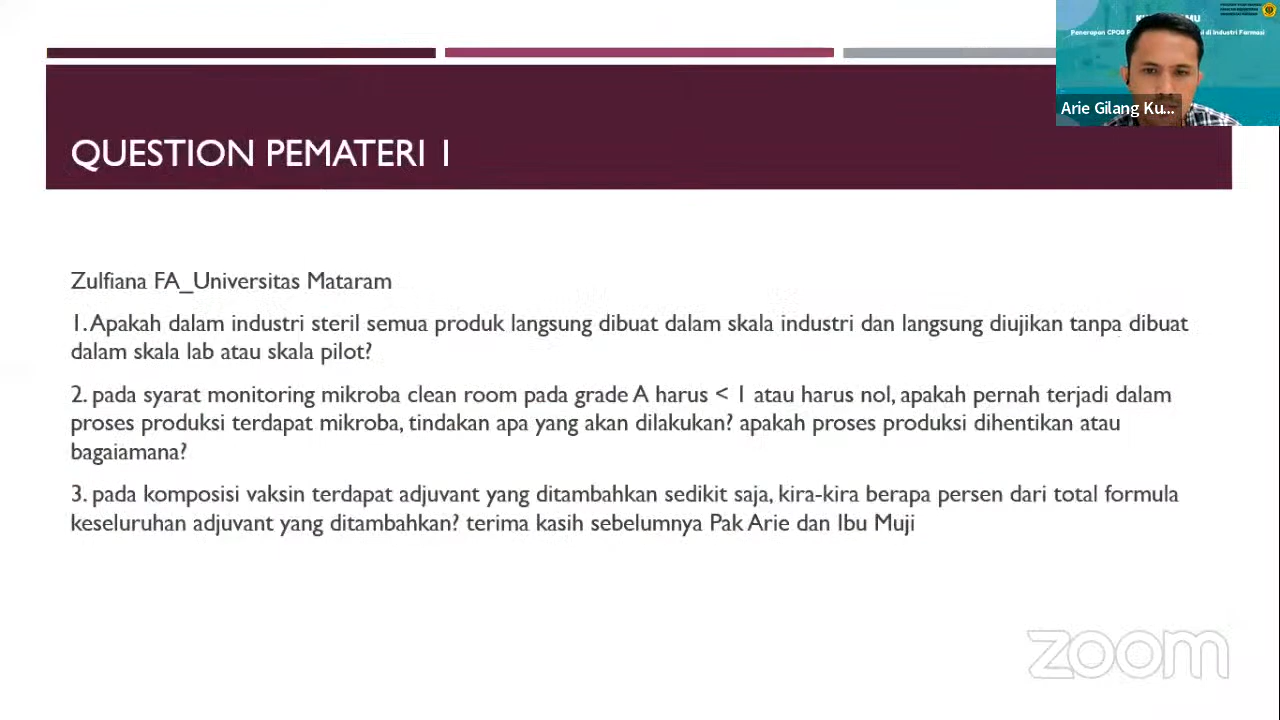 Penerapan CPOB
di Industri Farmasi
Arie Gilang Ku...
QUESTION PEMATERI 1
Zulfiana FA_Universitas Mataram
1. Apakah dalam industri steril semua produk langsung dibuat dalam skala industri dan langsung diujikan tanpa dibuat
dalam skala lab atau skala pilot?
2. pada syarat monitoring mikroba clean room pada grade A harus < 1 atau harus nol, apakah pernah terjadi dalam
proses produksi terdapat mikroba, tindakan apa yang akan dilakukan? apakah proses produksi dihentikan atau
bagaiamana?
3. pada komposisi vaksin terdapat adjuvant yang ditambahkan sedikit saja, kira-kira berapa persen dari total formula
keseluruhan adjuvant yang ditambahkan? terima kasih sebelumnya Pak Arie dan Ibu Muji
zoom